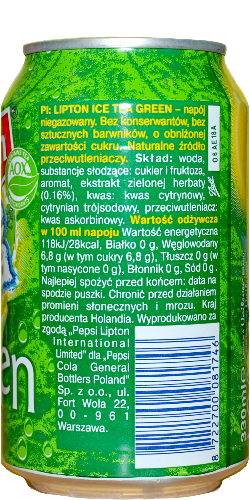 PI: LIPTON ICE TEA GREEN – napój
niegazowany. Bez konserwantów, bez
sztucznych barwników, o obniżonej
zawartości cukru. Naturalne źródło
przeciwutleniaczy. Skład: woda,
substancje słodzące: cukier i fruktoza,
aromat, ekstrakt zielonej herbaty
(0.16%), kwas: kwas cytrynowy,
cytrynian trójsodowy, przeciwutleniacz:
kwas askorbinowy. Wartość odżywcza
w 100 ml napoju Wartość energetyczna
118kJ/28kcal, Białko 0 g, Węglowodany
6,8 g (w tym cukry 6,8 g), Tłuszcz 0 g (w
tym nasycone 0 g), Błonnik 0 g, Sód 0 g.
Najlepiej spożyć przed końcem: data na
spodzie puszki. Chronić przed działaniem
promieni słonecznych i mrozu. Kraj
producenta Holandia. Wyprodukowano za
zgodą „Pepsi Lipton
International
Limited" dla „Pepsi
Cola General
Bottlers Poland"
Sp. z o.o., ul.
Fort Wola 22,
00-961
Warszawa.
8 722700 081746
AOX
en
Ball